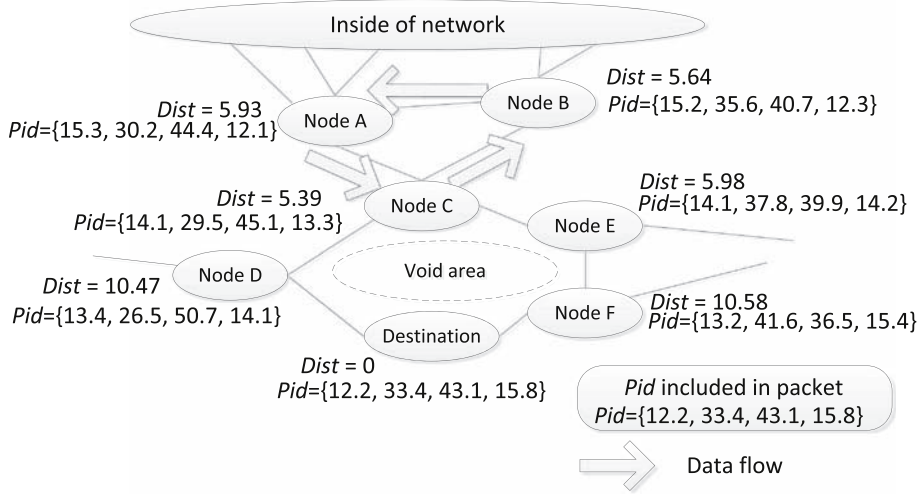 Inside of network
Dist = 5.64
Node B
Pid={15.2, 35.6, 40.7, 12.3}
Dist = 5.93
Pid={15.3, 30.2, 44.4, 12.1}
Node A
Dist = 5.98
Pid={14.1, 37.8, 39.9, 14.2}
Dist = 5.39
Pid={14.1, 29.5, 45.1, 13.3}
Node C
Node E
Void area
Node D
Dist = 10.47
Pid={13.4, 26.5, 50.7, 14.1}
Node F
Dist = 10.58
Pid={13.2, 41.6, 36.5, 15.4}
Destination
Dist = 0
Pid={12.2, 33.4, 43.1, 15.8}
Pid included in packet
Pid={12.2, 33.4, 43.1, 15.8}
Data flow